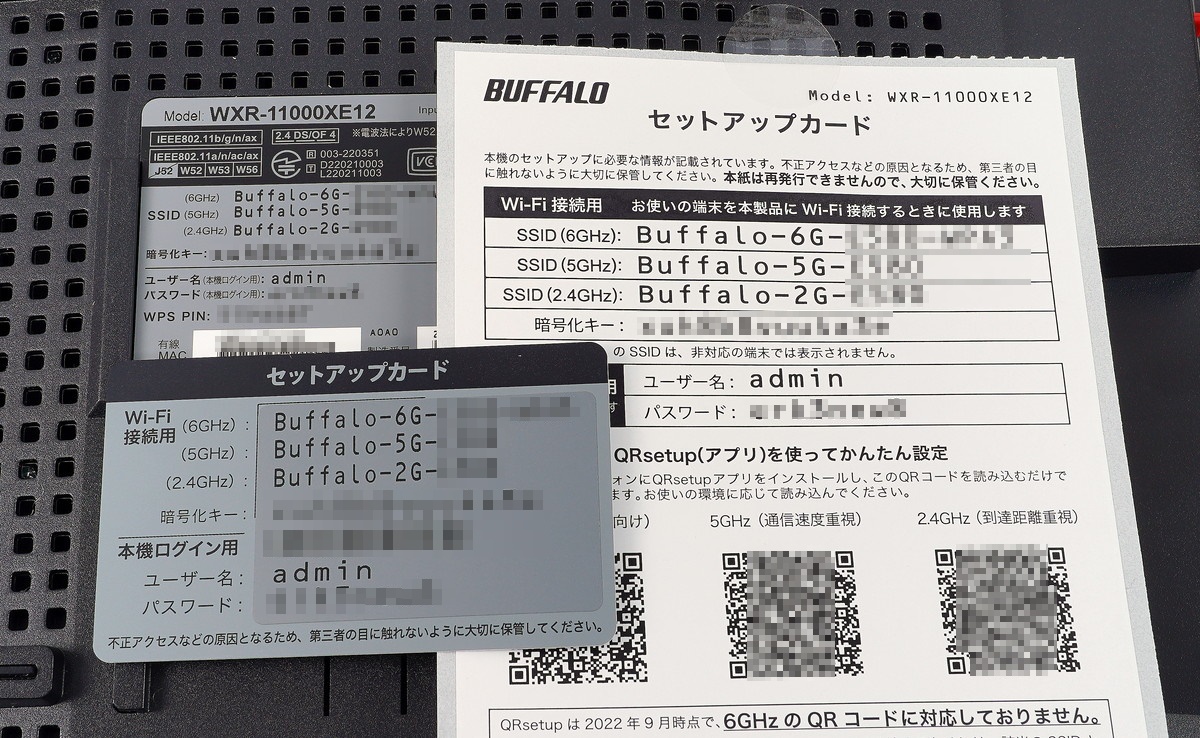 Model: WXR-11000XE12
IEEE802.11b/g/n/ax
2.4 DS/OF 4
※電波法によりW52
IEEE802.11a/n/ac/ax
J52 W52 W53 W56
R 003-220351
T D220210003
L220211003
VC
(6GHz) Buffalo-6G-
SSID (5GHz) Buffalo-5G-
(2.4GHz) Buffalo-2G-
暗号化キー:
ユーザー名(本機ログイン用): admin
パスワード(本機ログイン用):
WPS PIN:
有線
MAC
A0A0
セットアップカード
Wi-Fi
接続用
(6GHz) : Buffalo-6G-
(5GHz) : Buffalo-5G-
(2.4GHz) : Buffalo-2G-
暗号化キー:
本機ログイン用
ユーザー名: admin
パスワード:
不正アクセスなどの原因となるため、第三者の目に触れないように大切に保管してください。
BUFFALO
Model: WXR-11000XE12
セットアップカード
本機のセットアップに必要な情報が記載されています。不正アクセスなどの原因となるため、第三者の目
に触れないように大切に保管してください。本紙は再発行できませんので、大切に保管ください。
Wi-Fi 接続用 お使いの端末を本製品に Wi-Fi 接続するときに使用します
SSID (6GHz): Buffalo-6G-
SSID (5GHz): Buffalo-5G-
SSID (2.4GHz): Buffalo-2G-
暗号化キー:
の SSID は、非対応の端末では表示されません。
用
す
ユーザー名: admin
パスワード:
QRsetup(アプリ)を使ってかんたん設定
ォンにQRsetupアプリをインストールし、このQRコードを読み込むだけで
ます。お使いの環境に応じて読み込んでください。
向け)
5GHz (通信速度重視)
2.4GHz (到達距離重視)
QRsetup は 2022 年 9 月時点で、6GHz の QR コードに対応しておりません。